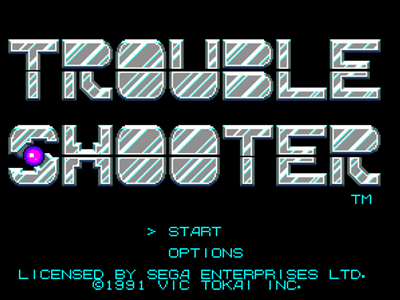 TROUBLE
SHOOTER
TM
> START
OPTIONS
LICENSED BY SEGA ENTERPRISES LTD.
©1991 VIC TOKAI INC.